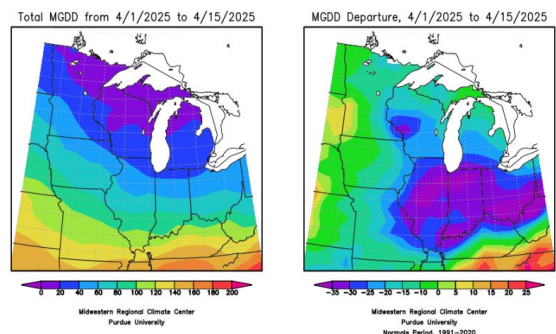 Total MGDD from 4/1/2025 to 4/15/2025
0 20 40 60 80 100 120 140 160 180 200
Midwestern Regional Climate Center
Purdue University
MGDD Departure, 4/1/2025 to 4/15/2025
-35 -30 -25 -20 -15 -10 0 5 10 15 20 25
Midwestern Regional Climate Center
Purdue University
Normals Period, 1991-2020